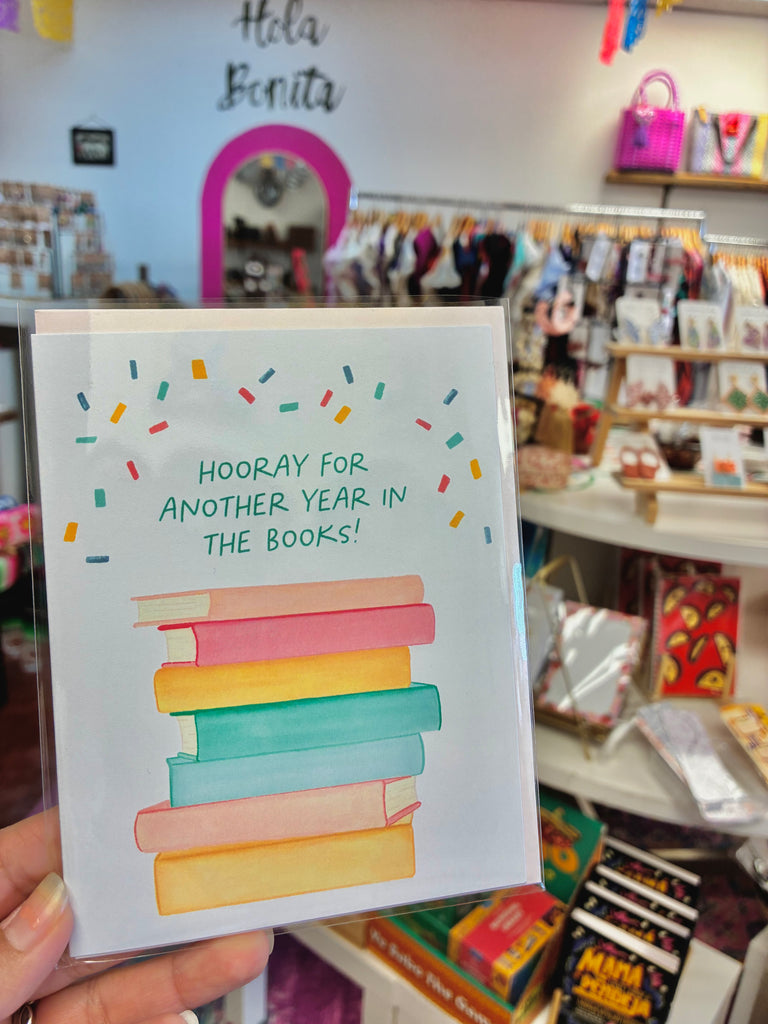 Hola
Bonita
HOORAY FOR
ANOTHER YEAR IN
THE BOOKS!
MAMA